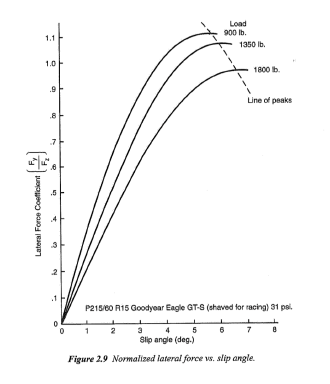 Load
900 lb.
1350 lb.
1800 lb.
Line of peaks
1.1
1.0
.9
.8
.7
.6
.5
.4
.3
.2
.1
0
Lateral Force Coefficient (Fy/Fz)
P215/60 R15 Goodyear Eagle GT-S (shaved for racing) 31 psi.
0 1 2 3 4 5 6 7 8
Slip angle (deg.)
Figure 2.9 Normalized lateral force vs. slip angle.